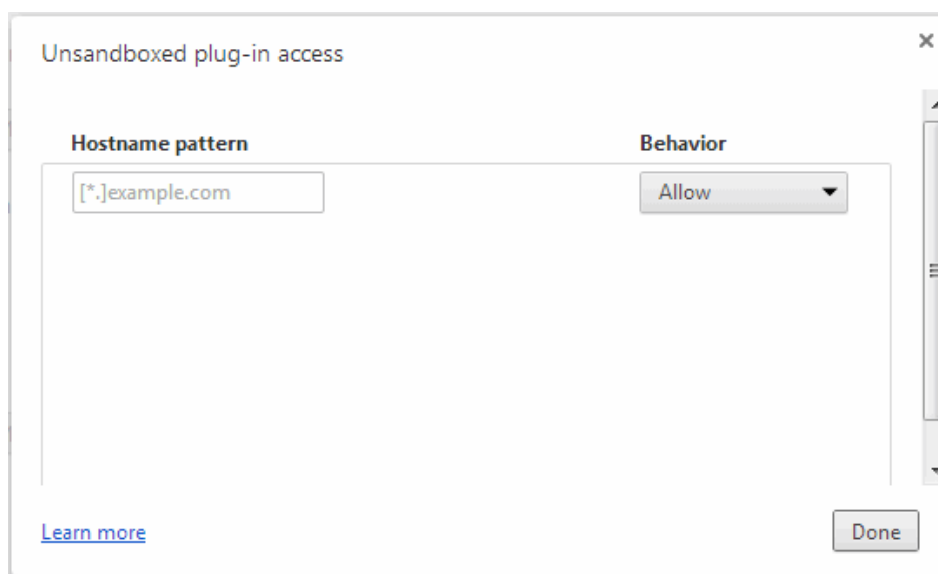 Unsandboxed plug-in access
Hostname pattern Behavior
[*.]example.com Allow
Learn more Done